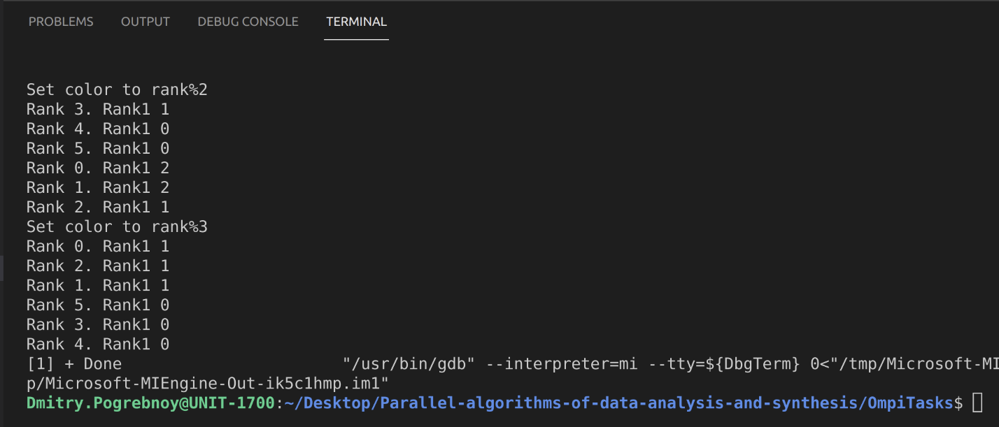 PROBLEMS OUTPUT DEBUG CONSOLE TERMINAL
Set color to rank%2
Rank 3. Rank1 1
Rank 4. Rank1 0
Rank 5. Rank1 0
Rank 0. Rank1 2
Rank 1. Rank1 2
Rank 2. Rank1 1
Set color to rank%3
Rank 0. Rank1 1
Rank 2. Rank1 1
Rank 1. Rank1 1
Rank 5. Rank1 0
Rank 3. Rank1 0
Rank 4. Rank1 0
[1] + Done "/usr/bin/gdb" --interpreter=mi --tty=${DbgTerm} 0<"/tmp/Microsoft-MI
p/Microsoft-MIEngine-Out-ik5c1hmp.im1"
Dmitry.Pogrebnoy@UNIT-1700:~/Desktop/Parallel-algorithms-of-data-analysis-and-synthesis/OmpiTasks$